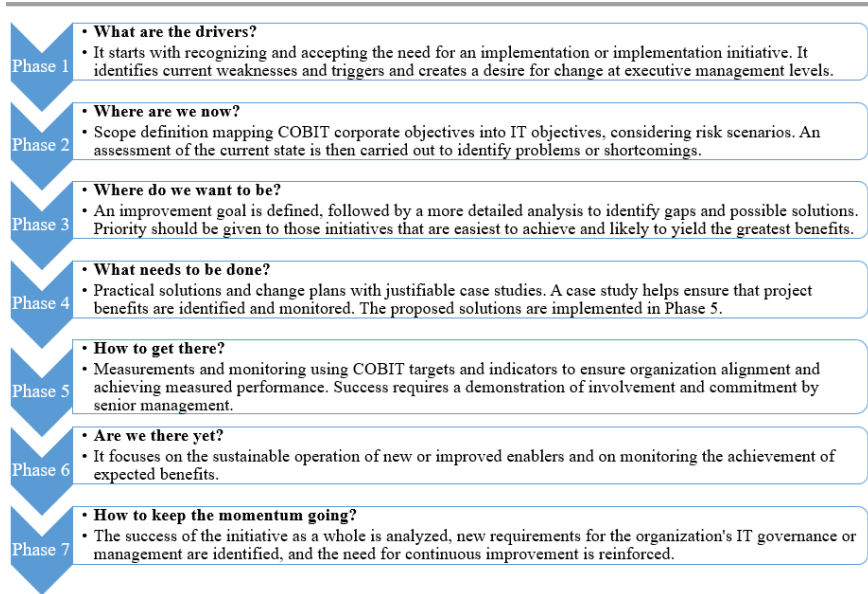 Phase 1
• What are the drivers?
• It starts with recognizing and accepting the need for an implementation or implementation initiative. It
identifies current weaknesses and triggers and creates a desire for change at executive management levels.
Phase 2
• Where are we now?
• Scope definition mapping COBIT corporate objectives into IT objectives, considering risk scenarios. An
assessment of the current state is then carried out to identify problems or shortcomings.
Phase 3
• Where do we want to be?
• An improvement goal is defined, followed by a more detailed analysis to identify gaps and possible solutions.
Priority should be given to those initiatives that are easiest to achieve and likely to yield the greatest benefits.
Phase 4
• What needs to be done?
• Practical solutions and change plans with justifiable case studies. A case study helps ensure that project
benefits are identified and monitored. The proposed solutions are implemented in Phase 5.
Phase 5
• How to get there?
• Measurements and monitoring using COBIT targets and indicators to ensure organization alignment and
achieving measured performance. Success requires a demonstration of involvement and commitment by
senior management.
Phase 6
• Are we there yet?
• It focuses on the sustainable operation of new or improved enablers and on monitoring the achievement of
expected benefits.
Phase 7
• How to keep the momentum going?
• The success of the initiative as a whole is analyzed, new requirements for the organization's IT governance or
management are identified, and the need for continuous improvement is reinforced.